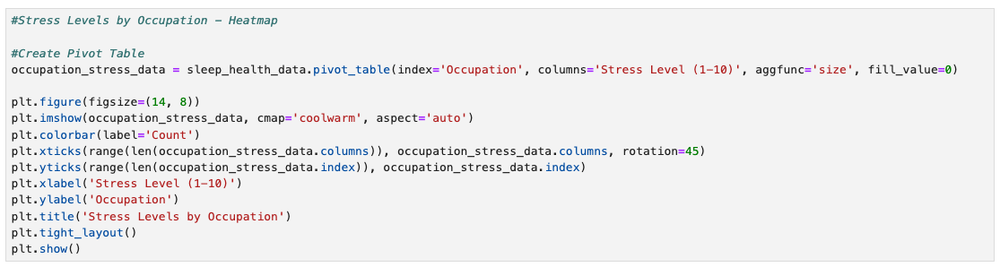 #Stress Levels by Occupation - Heatmap
#Create Pivot Table
occupation_stress_data = sleep_health_data.pivot_table(index='Occupation', columns='Stress Level (1-10)', aggfunc='size', fill_value=0)
plt.figure(figsize=(14, 8))
plt.imshow(occupation_stress_data, cmap='coolwarm', aspect='auto')
plt.colorbar(label='Count')
plt.xticks(range(len(occupation_stress_data.columns)), occupation_stress_data.columns, rotation=45)
plt.yticks(range(len(occupation_stress_data.index)), occupation_stress_data.index)
plt.xlabel('Stress Level (1-10)')
plt.ylabel('Occupation')
plt.title('Stress Levels by Occupation')
plt.tight_layout()
plt.show()